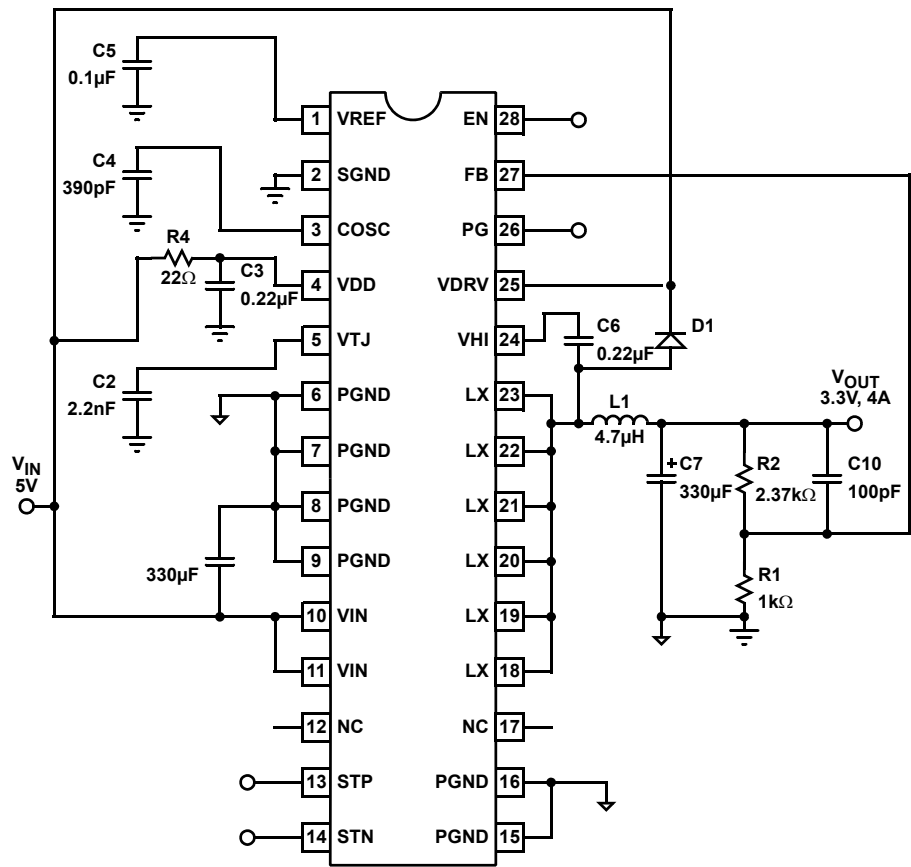 C5
0.1µF
C4
390pF
R4
22Ω
C3
0.22µF
C2
2.2nF
VIN
5V
330µF
1 VREF
2 SGND
3 COSC
4 VDD
5 VTJ
6 PGND
7 PGND
8 PGND
9 PGND
10 VIN
11 VIN
12 NC
13 STP
14 STN
EN 28
FB 27
PG 26
VDRV 25
VHI 24
LX 23
LX 22
LX 21
LX 20
LX 19
LX 18
NC 17
PGND 16
PGND 15
C6
0.22µF
D1
L1
4.7µH
VOUT
3.3V, 4A
+
C7
330µF
R2
2.37kΩ
C10
100pF
R1
1kΩ